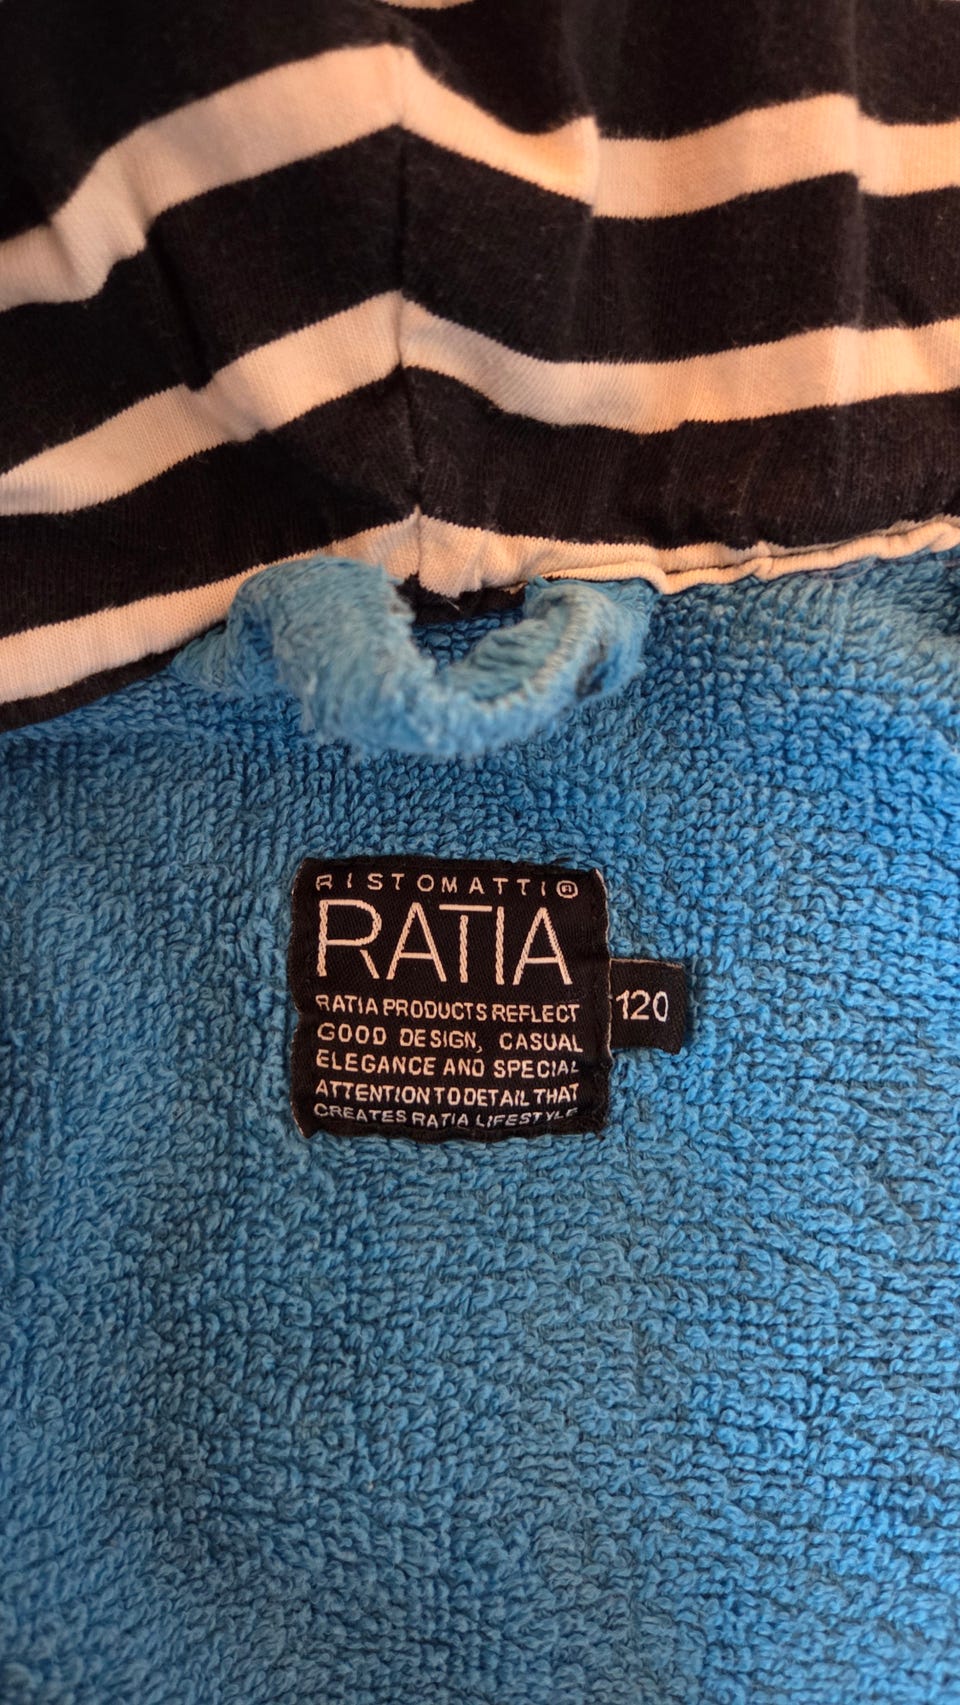 RISTOMATTI®
RATIA
RATIA PRODUCTS REFLECT
GOOD DESIGN, CASUAL
ELEGANCE AND SPECIAL
ATTENTION TO DETAIL THAT
CREATES RATIA LIFESTYLE
120